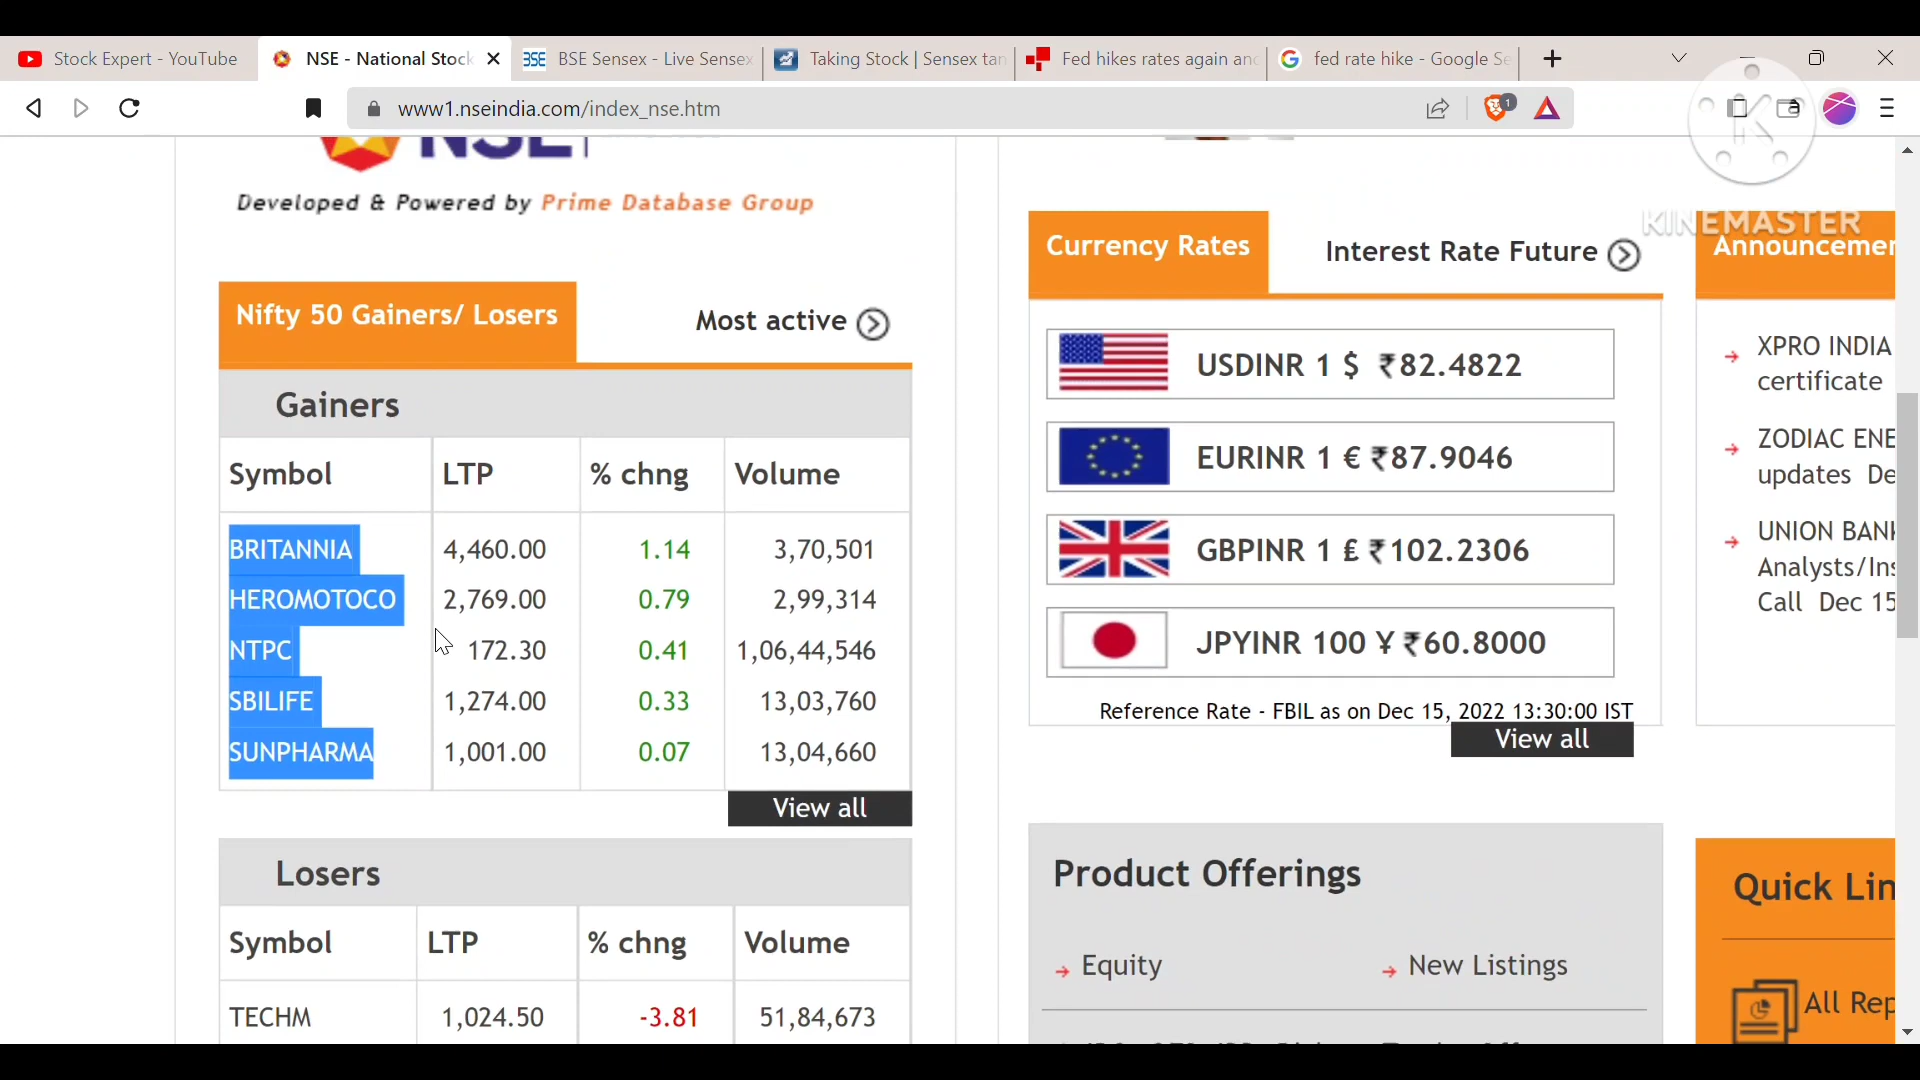 Stock Expert - YouTube
NSE - National Stock
BSE Sensex - Live Sensex
Taking Stock | Sensex tan
Fed hikes rates again and
fed rate hike - Google Se
www1.nseindia.com/index_nse.htm
1
K
KINEMASTER
NSE
Developed & Powered by Prime Database Group
Nifty 50 Gainers/ Losers
Most active
Gainers
Symbol LTP % chng Volume
BRITANNIA 4,460.00 1.14 3,70,501
HEROMOTOCO 2,769.00 0.79 2,99,314
NTPC 172.30 0.41 1,06,44,546
SBILIFE 1,274.00 0.33 13,03,760
SUNPHARMA 1,001.00 0.07 13,04,660
View all
Losers
Symbol LTP % chng Volume
TECHM 1,024.50 -3.81 51,84,673
Currency Rates
Interest Rate Future
USDINR 1 $ ₹82.4822
EURINR 1 € ₹87.9046
GBPINR 1 £ ₹102.2306
JPYINR 100 ¥ ₹60.8000
Reference Rate - FBIL as on Dec 15, 2022 13:30:00 IST
View all
Product Offerings
Equity
New Listings
Announcemen
XPRO INDIA
certificate
ZODIAC ENE
updates De
UNION BANK
Analysts/Ins
Call Dec 15
Quick Lin
All Rep